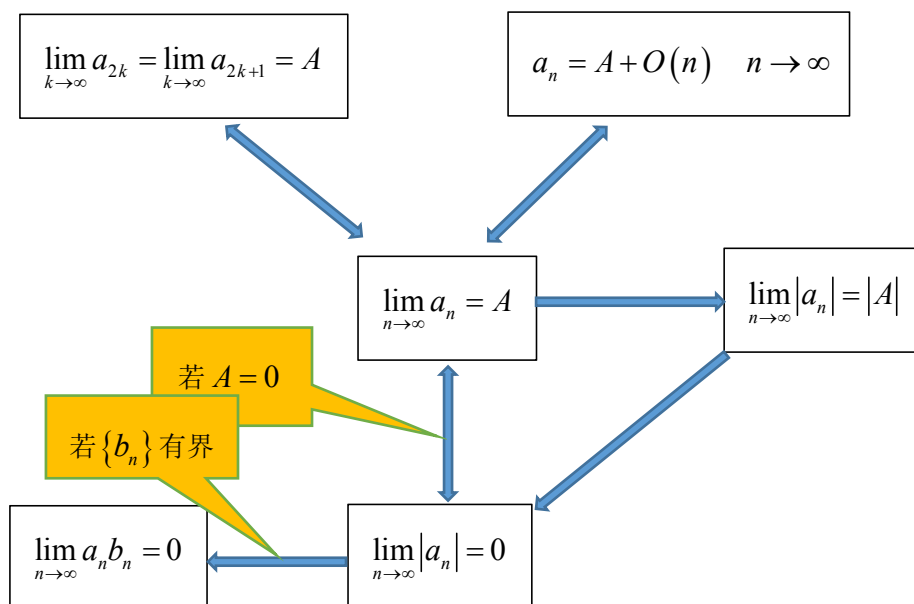 lim_{k→∞} a_{2k} = lim_{k→∞} a_{2k+1} = A
a_n = A + O(n) n → ∞
lim_{n→∞} a_n = A
lim_{n→∞} |a_n| = |A|
若 A = 0
若{b_n}有界
lim_{n→∞} a_n b_n = 0
lim_{n→∞} |a_n| = 0